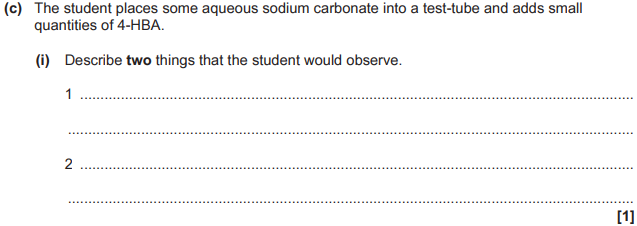 (c) The student places some aqueous sodium carbonate into a test-tube and adds small
quantities of 4-HBA.
(i) Describe two things that the student would observe.
1 ................................................................................
................................................................................
2 ................................................................................
................................................................................
[1]